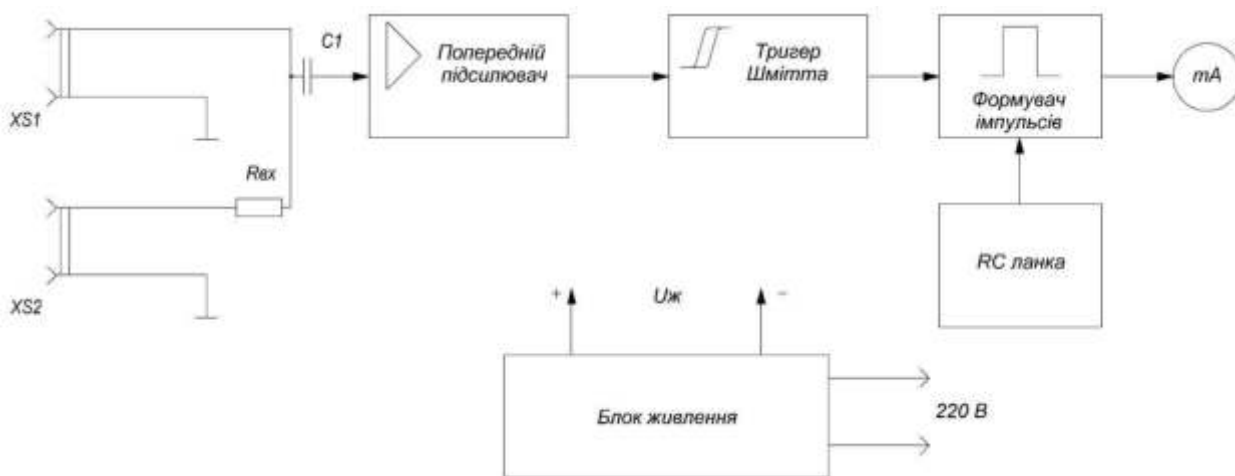 C1
Попередній
підсилювач
Тригер
Шмітта
Формувач
імпульсів
mA
XS1
Rвх
XS2
RC ланка
+
Uж
–
Блок живлення
220 В